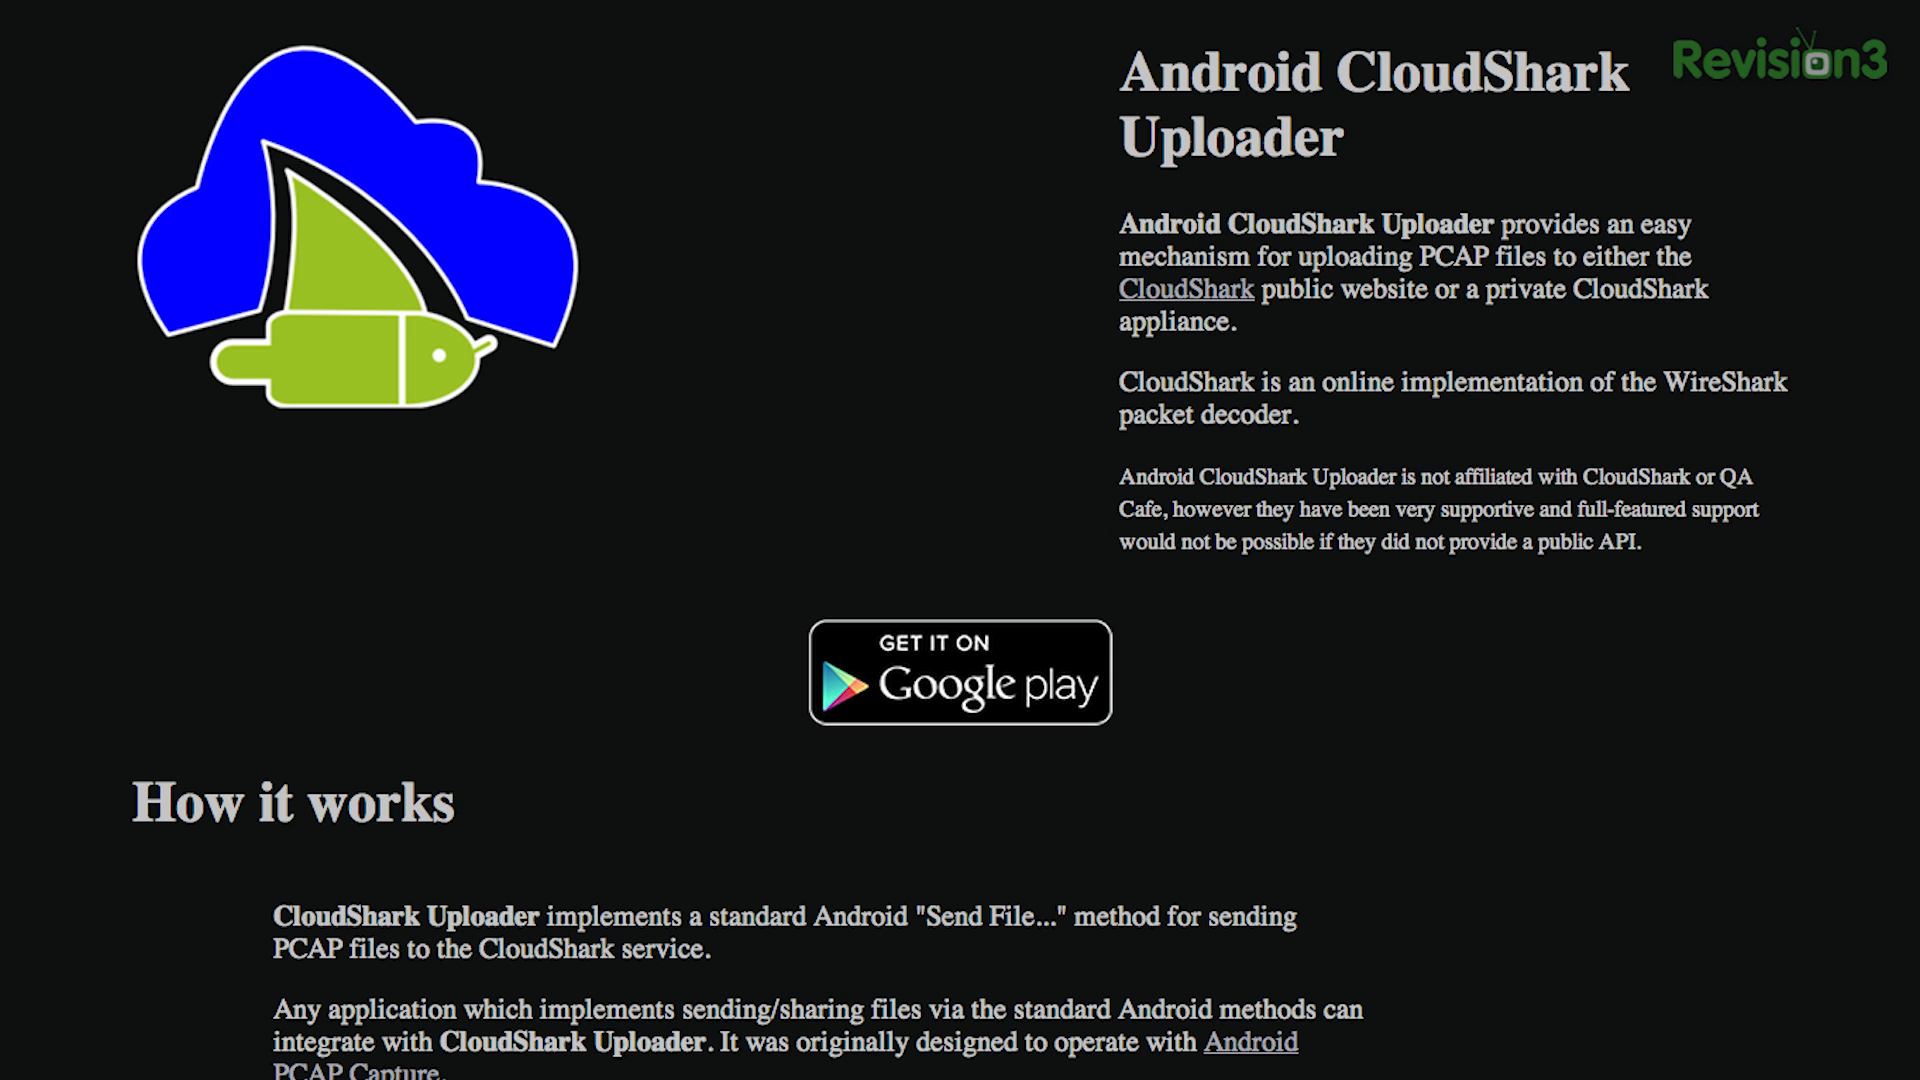 Revision3
Android CloudShark
Uploader
Android CloudShark Uploader provides an easy
mechanism for uploading PCAP files to either the
CloudShark public website or a private CloudShark
appliance.
CloudShark is an online implementation of the WireShark
packet decoder.
Android CloudShark Uploader is not affiliated with CloudShark or QA
Cafe, however they have been very supportive and full-featured support
would not be possible if they did not provide a public API.
GET IT ON
Google play
How it works
CloudShark Uploader implements a standard Android "Send File..." method for sending
PCAP files to the CloudShark service.
Any application which implements sending/sharing files via the standard Android methods can
integrate with CloudShark Uploader. It was originally designed to operate with Android
PCAP Capture.